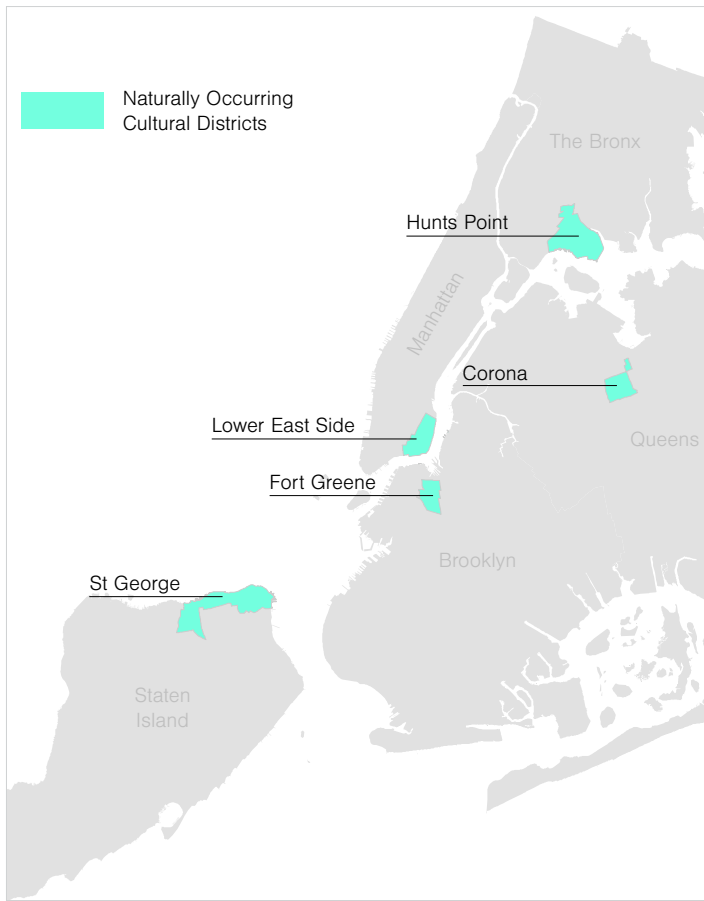 Naturally Occurring
Cultural Districts
The Bronx
Hunts Point
Manhattan
Corona
Lower East Side
Queens
Fort Greene
Brooklyn
St George
Staten
Island